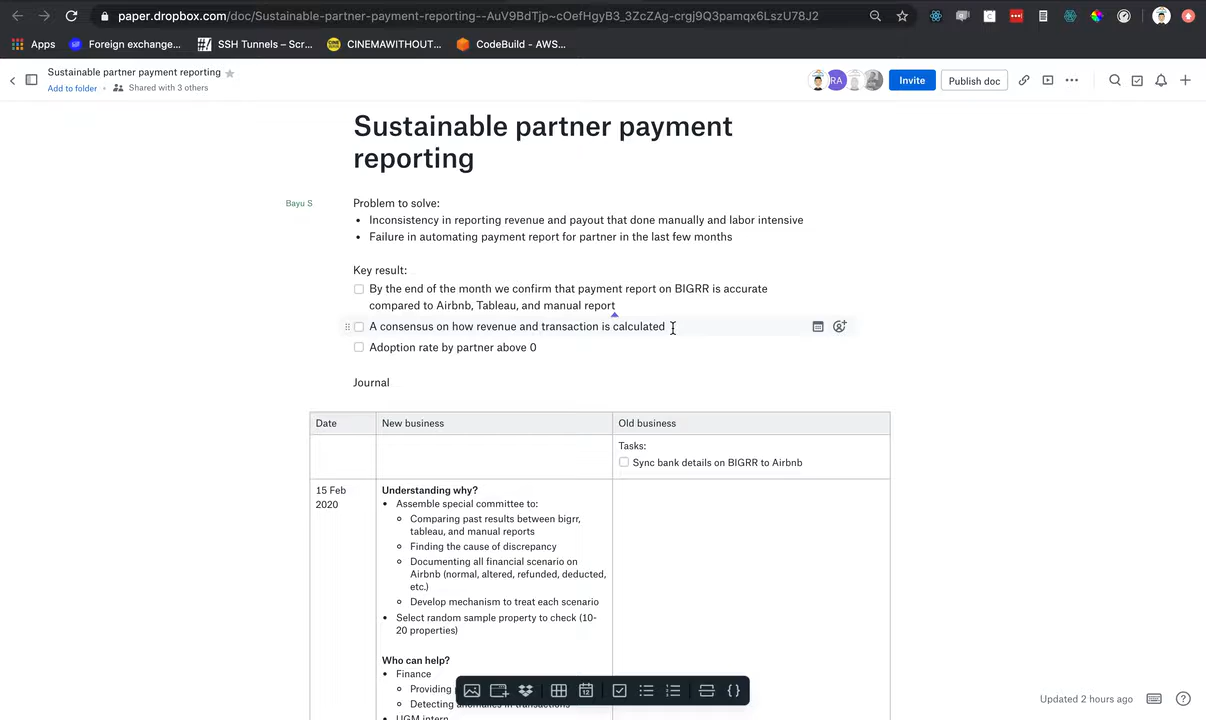 paper.dropbox.com/doc/Sustainable-partner-payment-reporting--AuV9BdTjp~cOefHgyB3_3ZcZAg-crgj9Q3pamqx6LszU78J2
Apps
Foreign exchange...
SSH Tunnels – Scr...
CINEMAWITHOUT...
CodeBuild - AWS...
Sustainable partner payment reporting
Add to folder • Shared with 3 others
RA
Invite
Publish doc
Sustainable partner payment
reporting
Bayu S
Problem to solve:
• Inconsistency in reporting revenue and payout that done manually and labor intensive
• Failure in automating payment report for partner in the last few months
Key result:
By the end of the month we confirm that payment report on BIGRR is accurate
compared to Airbnb, Tableau, and manual report
A consensus on how revenue and transaction is calculated
Adoption rate by partner above 0
Journal
Date
New business
Old business
Tasks:
Sync bank details on BIGRR to Airbnb
15 Feb
2020
Understanding why?
• Assemble special committee to:
Comparing past results between bigrr,
tableau, and manual reports
Finding the cause of discrepancy
Documenting all financial scenario on
Airbnb (normal, altered, refunded, deducted,
etc.)
Develop mechanism to treat each scenario
• Select random sample property to check (10-
20 properties)
Who can help?
• Finance
Providing
Detecting anomalies in transactions
• UGM intern
12
Updated 2 hours ago